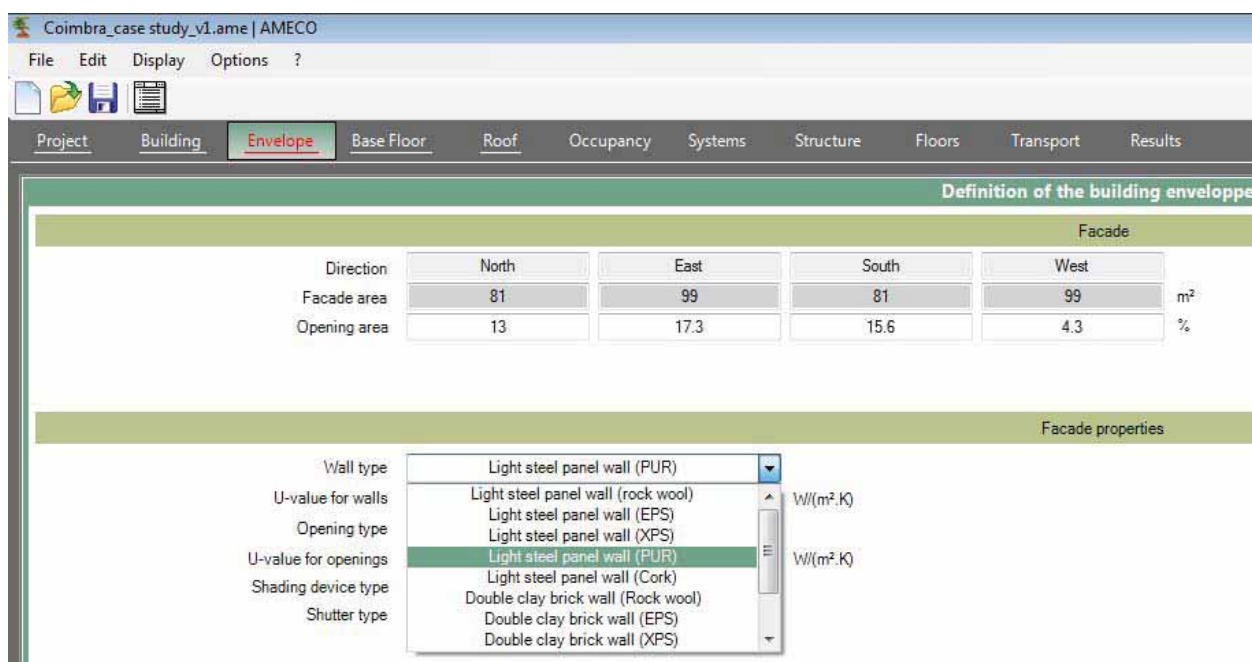 Coimbra_case study_v1.ame | AMECO
File Edit Display Options ?
Project Building Envelope Base Floor Roof Occupancy Systems Structure Floors Transport Results
Definition of the building enveloppe
Facade
Direction North East South West
Facade area 81 99 81 99 m²
Opening area 13 17.3 15.6 4.3 %
Facade properties
Wall type Light steel panel wall (PUR)
U-value for walls Light steel panel wall (rock wool) W/(m².K)
Light steel panel wall (EPS)
Opening type Light steel panel wall (XPS)
U-value for openings Light steel panel wall (PUR) W/(m².K)
Light steel panel wall (Cork)
Shading device type Double clay brick wall (Rock wool)
Shutter type Double clay brick wall (EPS)
Double clay brick wall (XPS)